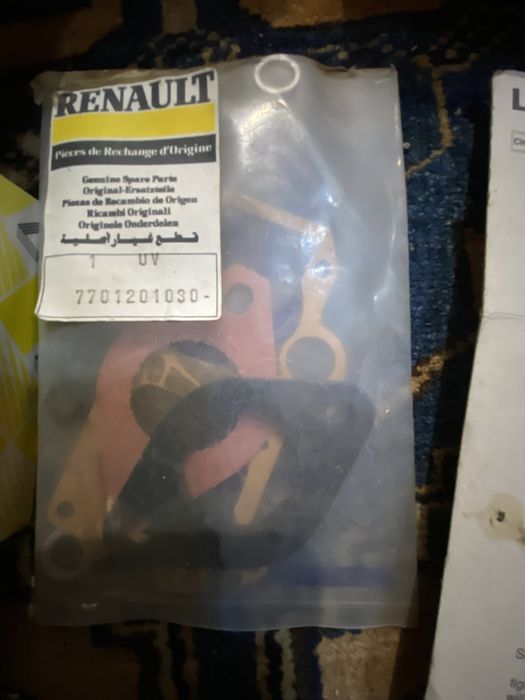 RENAULT
Pièces de Rechange d'Origine
Genuine Spare Parts
Original-Ersatzteile
Piezas de Recambio de Origen
Ricambi Originali
Originele Onderdelen
قطع غيار أصلية
1 UV
7701201030-
L